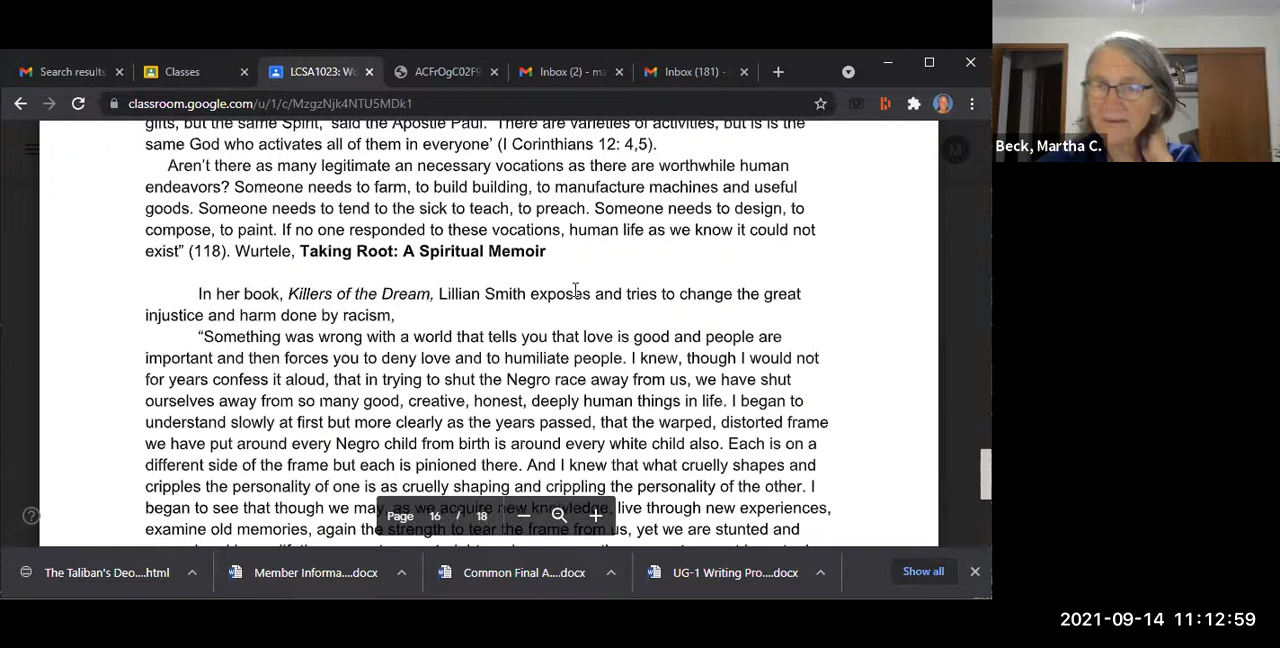 Search results
Classes
LCSA1023: Wo
ACFrOgC02F9
Inbox (2) - ma
Inbox (181) -
classroom.google.com/u/1/c/MzgzNjk4NTU5MDk1
gifts, but the same Spirit,' said the Apostle Paul. 'There are varieties of activities, but is is the
same God who activates all of them in everyone' (I Corinthians 12: 4,5).
Aren't there as many legitimate an necessary vocations as there are worthwhile human
endeavors? Someone needs to farm, to build building, to manufacture machines and useful
goods. Someone needs to tend to the sick to teach, to preach. Someone needs to design, to
compose, to paint. If no one responded to these vocations, human life as we know it could not
exist" (118). Wurtele, Taking Root: A Spiritual Memoir
In her book, Killers of the Dream, Lillian Smith exposes and tries to change the great
injustice and harm done by racism,
"Something was wrong with a world that tells you that love is good and people are
important and then forces you to deny love and to humiliate people. I knew, though I would not
for years confess it aloud, that in trying to shut the Negro race away from us, we have shut
ourselves away from so many good, creative, honest, deeply human things in life. I began to
understand slowly at first but more clearly as the years passed, that the warped, distorted frame
we have put around every Negro child from birth is around every white child also. Each is on a
different side of the frame but each is pinioned there. And I knew that what cruelly shapes and
cripples the personality of one is as cruelly shaping and crippling the personality of the other. I
began to see that though we may, as we acquire new knowledge, live through new experiences,
examine old memories, again the strength to tear the frame from us, yet we are stunted and
Page 16 / 18
The Taliban's Deo....html
Member Informa....docx
Common Final A....docx
UG-1 Writing Pro....docx
Show all
Beck, Martha C.
M
2021-09-14 11:12:59